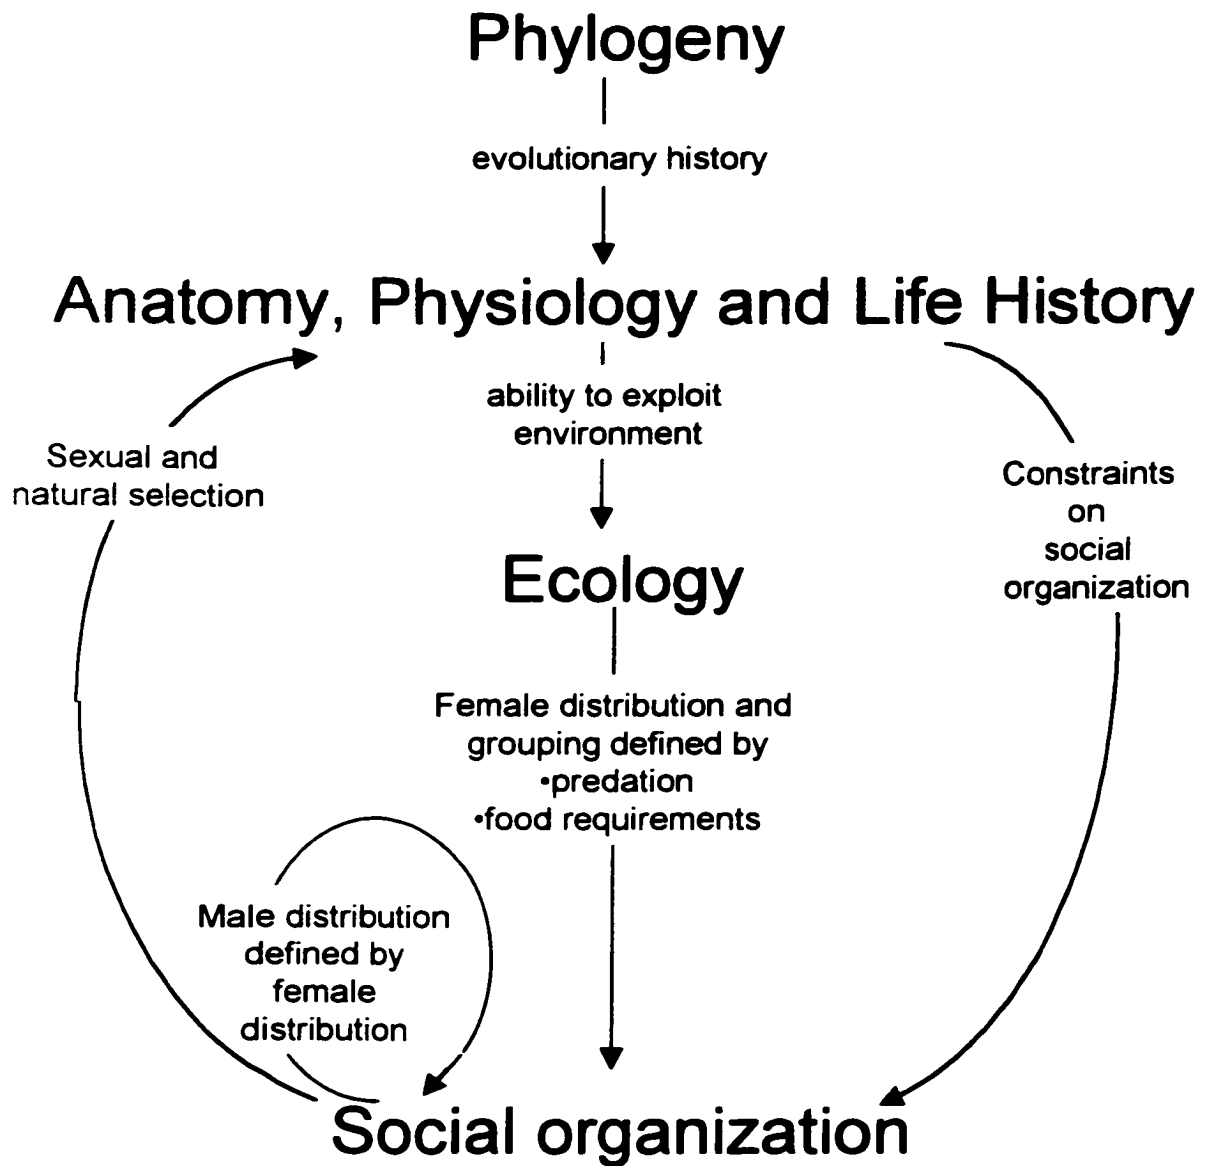 Phylogeny
evolutionary history
Anatomy, Physiology and Life History
ability to exploit
environment
Sexual and
natural selection
Constraints
on
social
organization
Ecology
Female distribution and
grouping defined by
•predation
•food requirements
Male distribution
defined by
female
distribution
Social organization